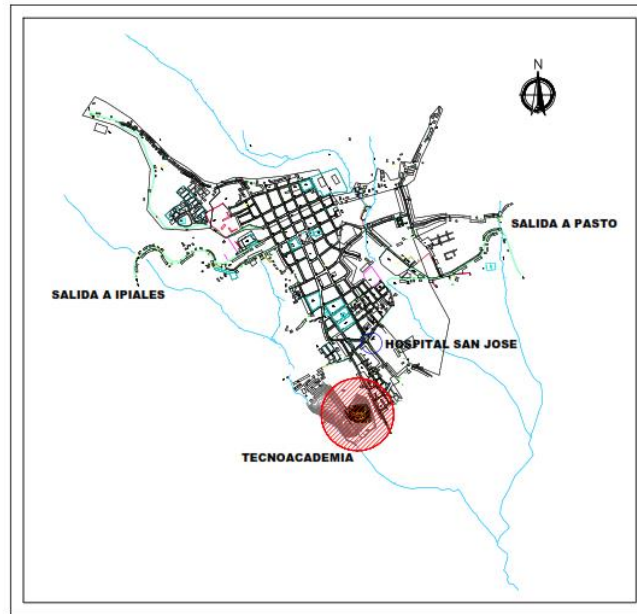 N
SALIDA A PASTO
SALIDA A IPIALES
HOSPITAL SAN JOSE
TECNOACADEMIA